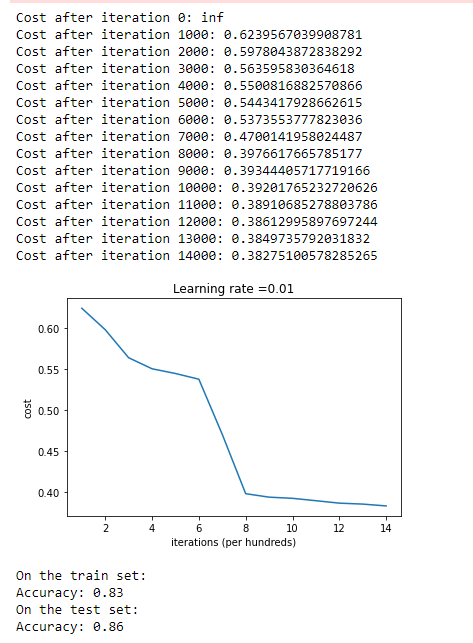 Cost after iteration 0: inf
Cost after iteration 1000: 0.6239567039908781
Cost after iteration 2000: 0.5978043872838292
Cost after iteration 3000: 0.563595830364618
Cost after iteration 4000: 0.5500816882570866
Cost after iteration 5000: 0.5443417928662615
Cost after iteration 6000: 0.5373553777823036
Cost after iteration 7000: 0.4700141958024487
Cost after iteration 8000: 0.3976617665785177
Cost after iteration 9000: 0.39344405717719166
Cost after iteration 10000: 0.39201765232720626
Cost after iteration 11000: 0.38910685278803786
Cost after iteration 12000: 0.38612995897697244
Cost after iteration 13000: 0.3849735792031832
Cost after iteration 14000: 0.38275100578285265
Learning rate =0.01
0.60
0.55
0.50
0.45
0.40
cost
2 4 6 8 10 12 14
iterations (per hundreds)
On the train set:
Accuracy: 0.83
On the test set:
Accuracy: 0.86